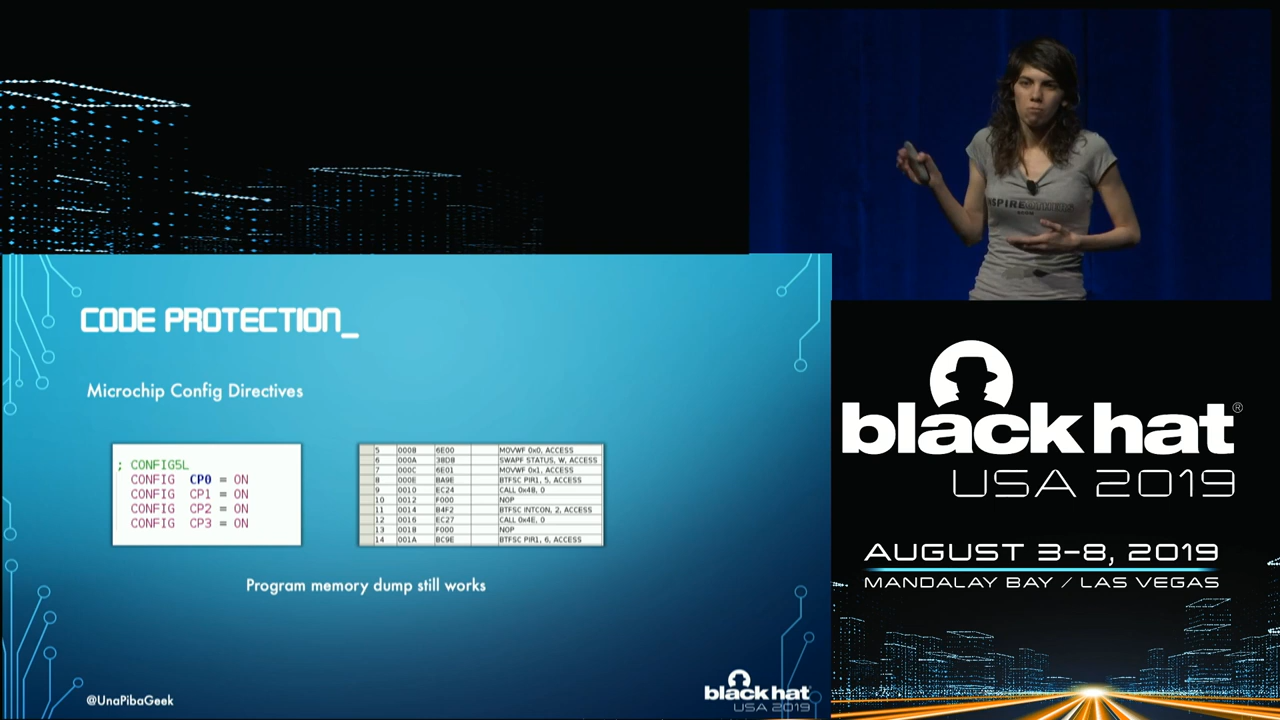 CODE PROTECTION_
Microchip Config Directives
; CONFIG5L
CONFIG CP0 = ON
CONFIG CP1 = ON
CONFIG CP2 = ON
CONFIG CP3 = ON
5 0008 6E00 MOVWF 0x0, ACCESS
6 000A 38D8 SWAPF STATUS, W, ACCESS
7 000C 6E01 MOVWF 0x1, ACCESS
8 000E BA9E BTFSC PIR1, 5, ACCESS
9 0010 EC24 CALL 0x48, 0
10 0012 F000 NOP
11 0014 B4F2 BTFSC INTCON, 2, ACCESS
12 0016 EC27 CALL 0x4E, 0
13 0018 F000 NOP
14 001A BC9E BTFSC PIR1, 6, ACCESS
Program memory dump still works
@UnaPibaGeek
black hat
USA 2019
black hat®
USA 2019
AUGUST 3-8, 2019
MANDALAY BAY / LAS VEGAS